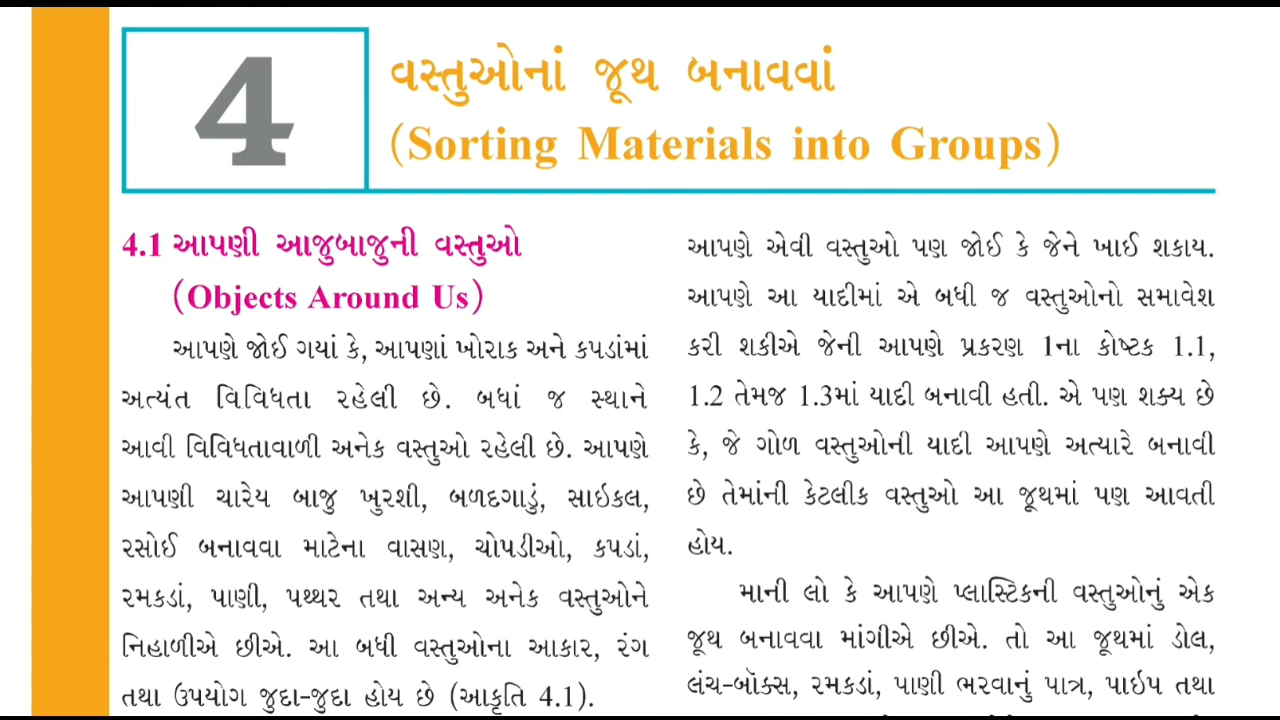 4
વસ્તુઓનાં જૂથ બનાવવાં
(Sorting Materials into Groups)
4.1 આપણી આજુબાજુની વસ્તુઓ
(Objects Around Us)
આપણે જોઈ ગયાં કે, આપણાં ખોરાક અને કપડાંમાં
અત્યંત વિવિધતા રહેલી છે. બધાં જ સ્થાને
આવી વિવિધતાવાળી અનેક વસ્તુઓ રહેલી છે. આપણે
આપણી ચારેય બાજુ ખુરશી, બળદગાડું, સાઇકલ,
રસોઈ બનાવવા માટેના વાસણ, ચોપડીઓ, કપડાં,
રમકડાં, પાણી, પથ્થર તથા અન્ય અનેક વસ્તુઓને
નિહાળીએ છીએ. આ બધી વસ્તુઓના આકાર, રંગ
તથા ઉપયોગ જુદા-જુદા હોય છે (આકૃતિ 4.1).
આપણે એવી વસ્તુઓ પણ જોઈ કે જેને ખાઈ શકાય.
આપણે આ યાદીમાં એ બધી જ વસ્તુઓનો સમાવેશ
કરી શકીએ જેની આપણે પ્રકરણ 1ના કોષ્ટક 1.1,
1.2 તેમજ 1.3માં યાદી બનાવી હતી. એ પણ શક્ય છે
કે, જે ગોળ વસ્તુઓની યાદી આપણે અત્યારે બનાવી
છે તેમાંની કેટલીક વસ્તુઓ આ જૂથમાં પણ આવતી
હોય.
માની લો કે આપણે પ્લાસ્ટિકની વસ્તુઓનું એક
જૂથ બનાવવા માંગીએ છીએ. તો આ જૂથમાં ડોલ,
લંચ-બૉક્સ, રમકડાં, પાણી ભરવાનું પાત્ર, પાઇપ તથા